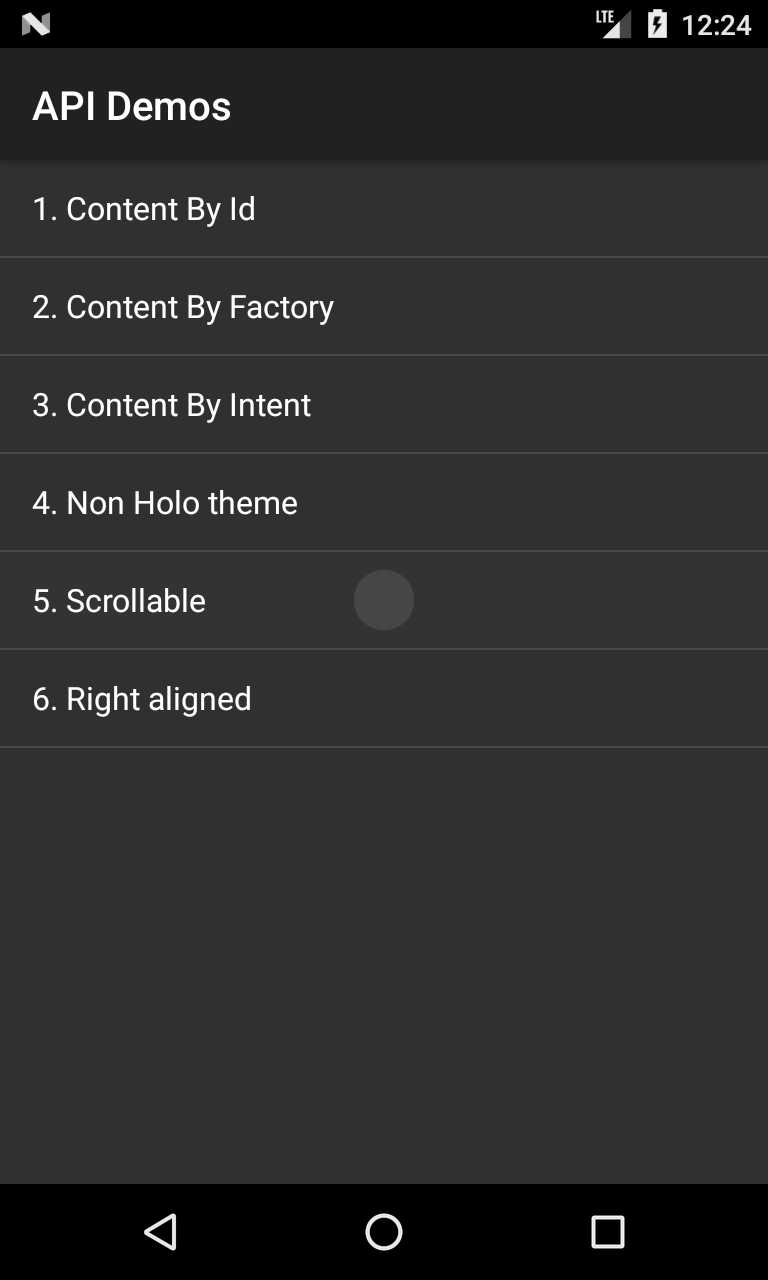 LTE 12:24
API Demos
1. Content By Id
2. Content By Factory
3. Content By Intent
4. Non Holo theme
5. Scrollable
6. Right aligned